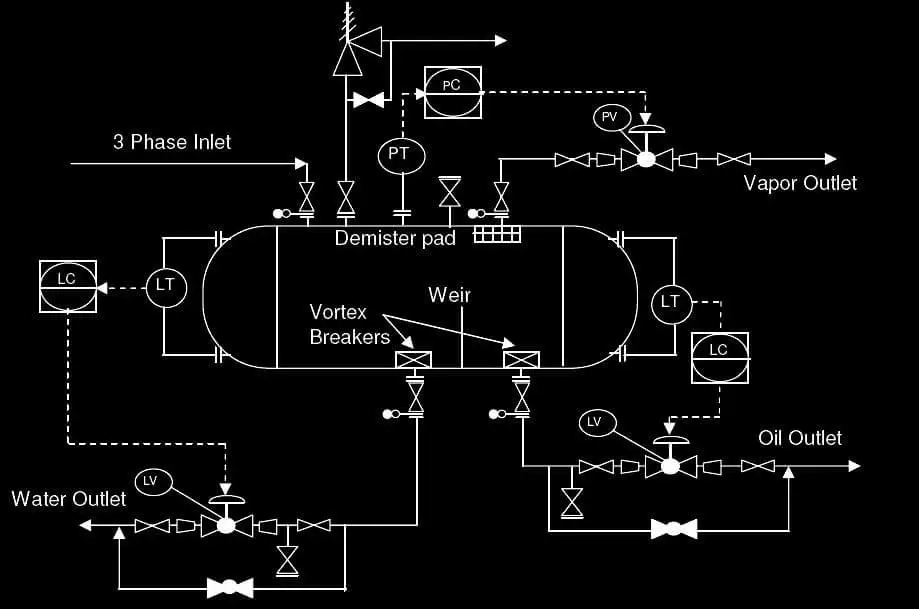 PC
PV
3 Phase Inlet
PT
Vapor Outlet
Demister pad
LC
LT
Weir
LT
Vortex
Breakers
LC
LV
Oil Outlet
LV
Water Outlet